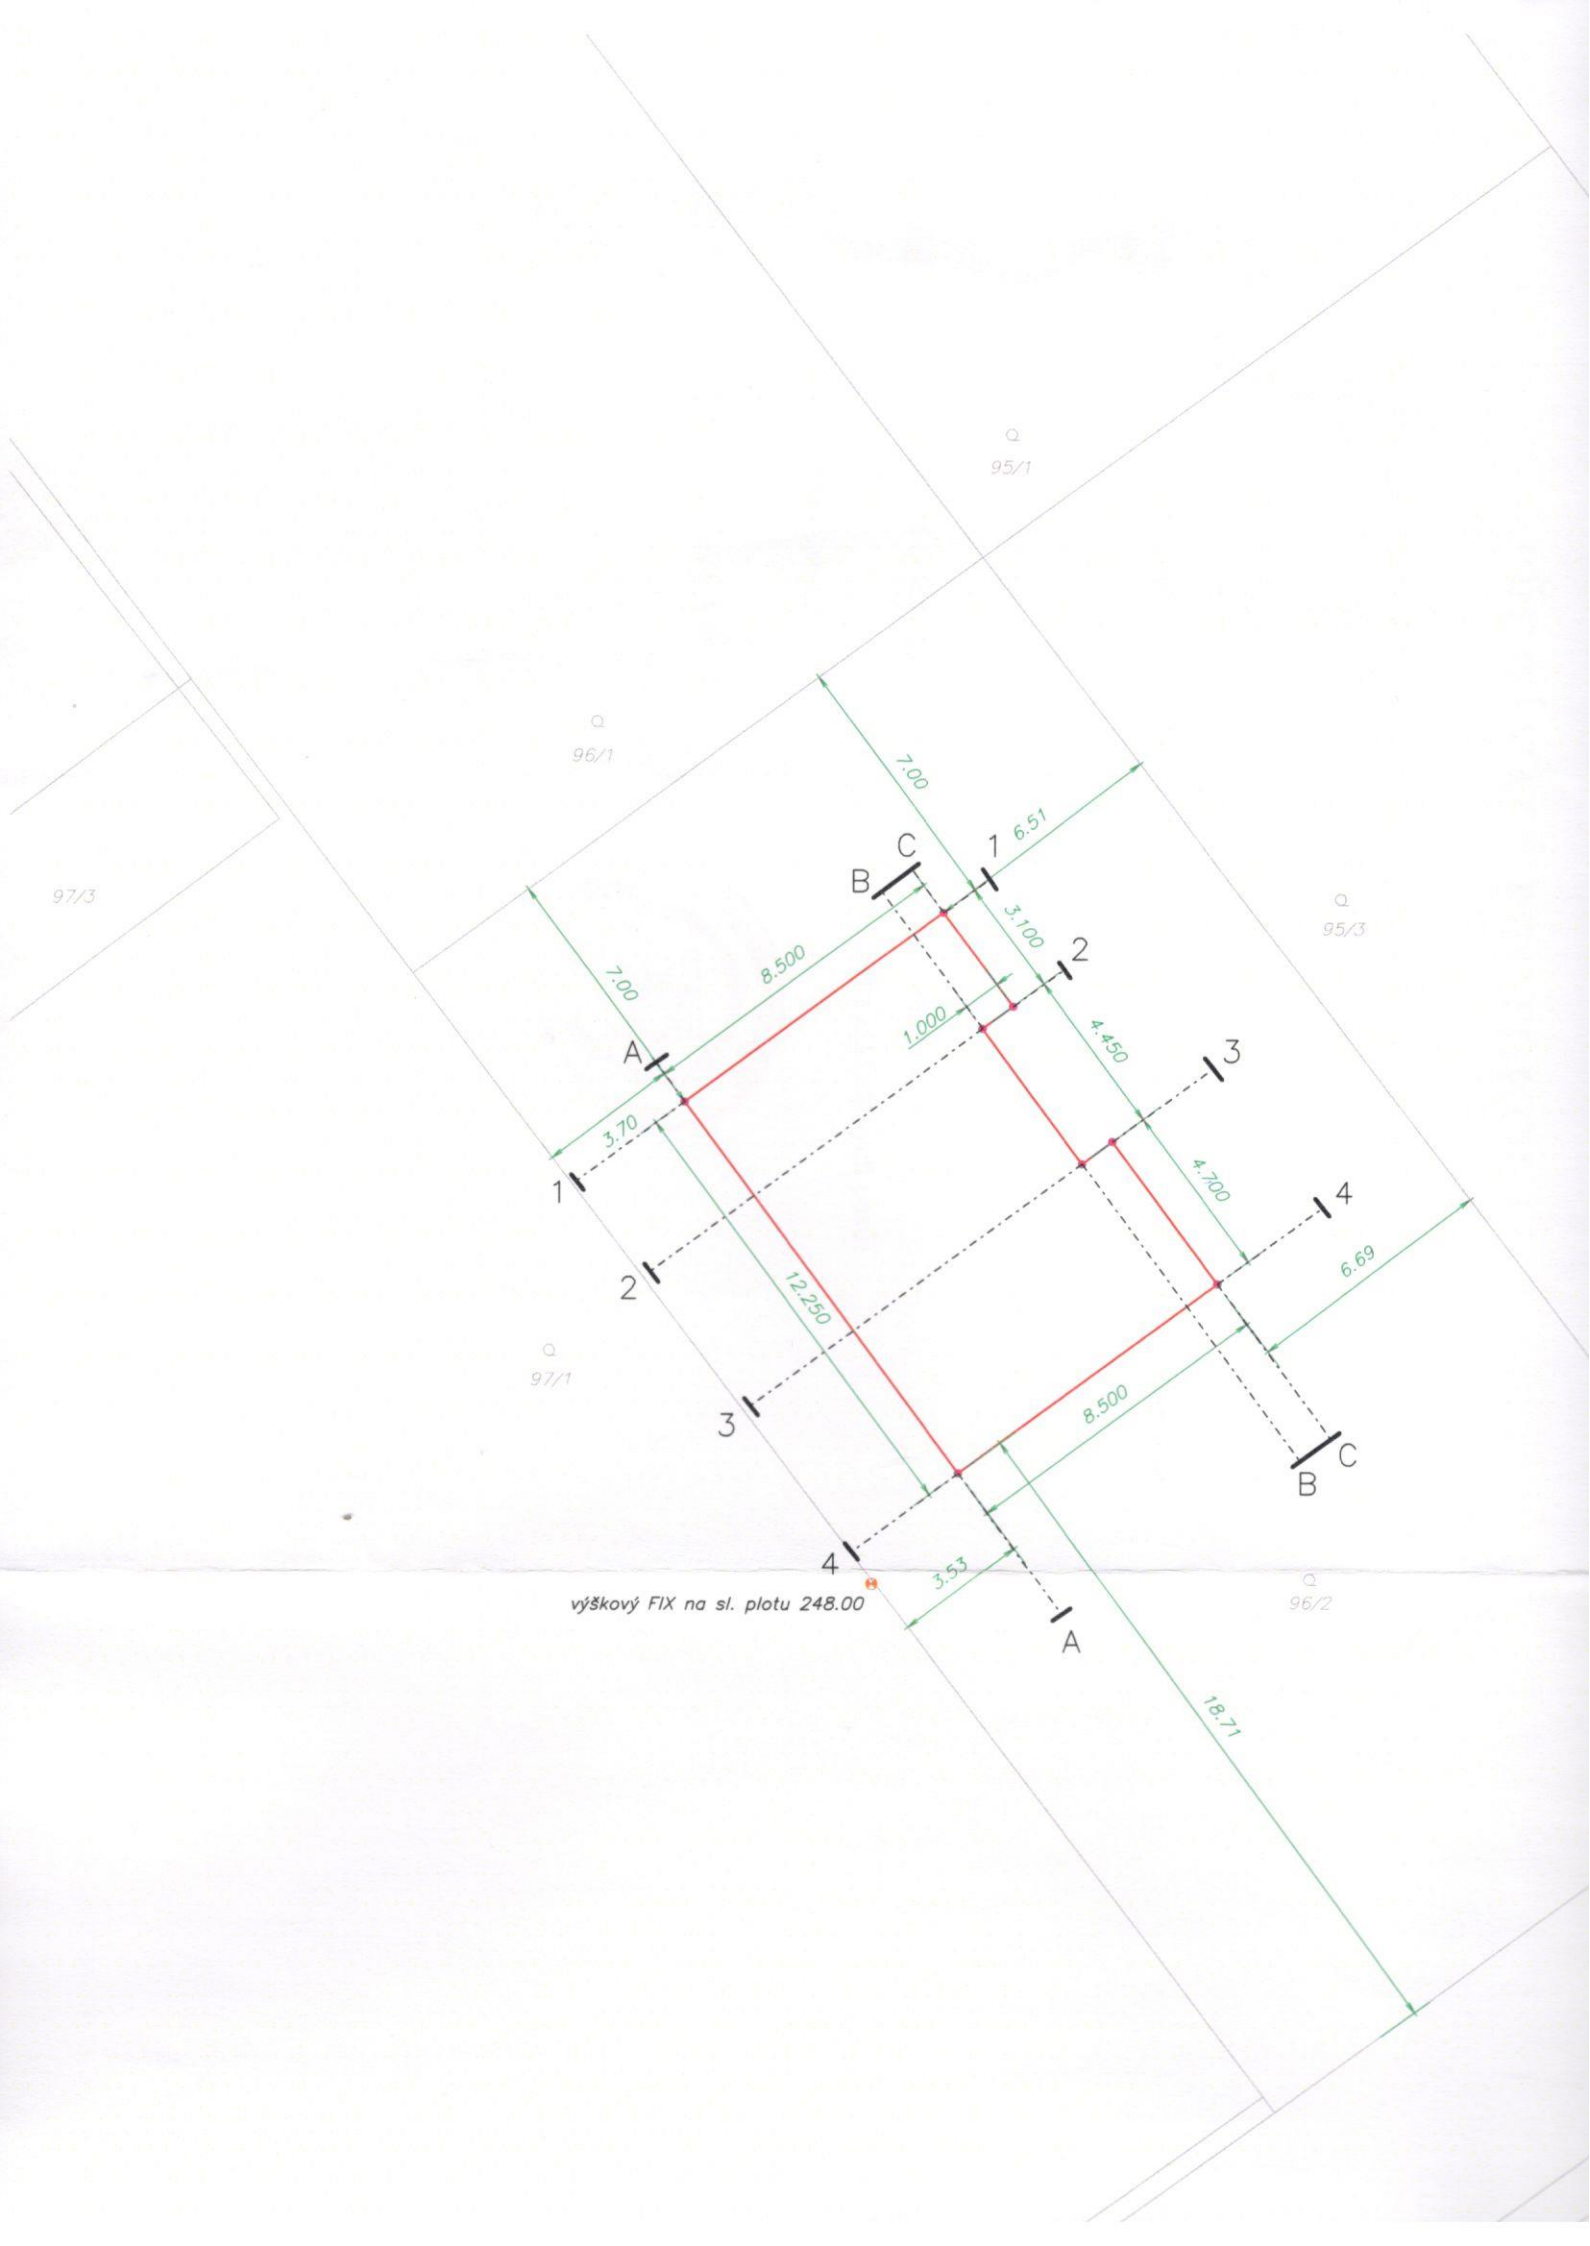 Q
95/1
Q
96/1
7.00
6.51
1
C
B
97/3
Q
95/3
3.100
2
8.500
7.00
1.000
4.450
3
A
3.70
1
4.700
4
2
12.250
6.69
Q
97/1
3
8.500
C
B
4
3.53
výškový FIX na sl. plotu 248.00
Q
96/2
A
18.71